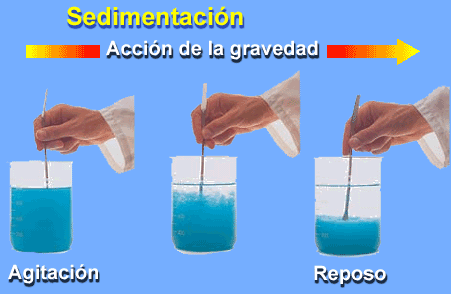 Sedimentación
Acción de la gravedad
Agitación
Reposo